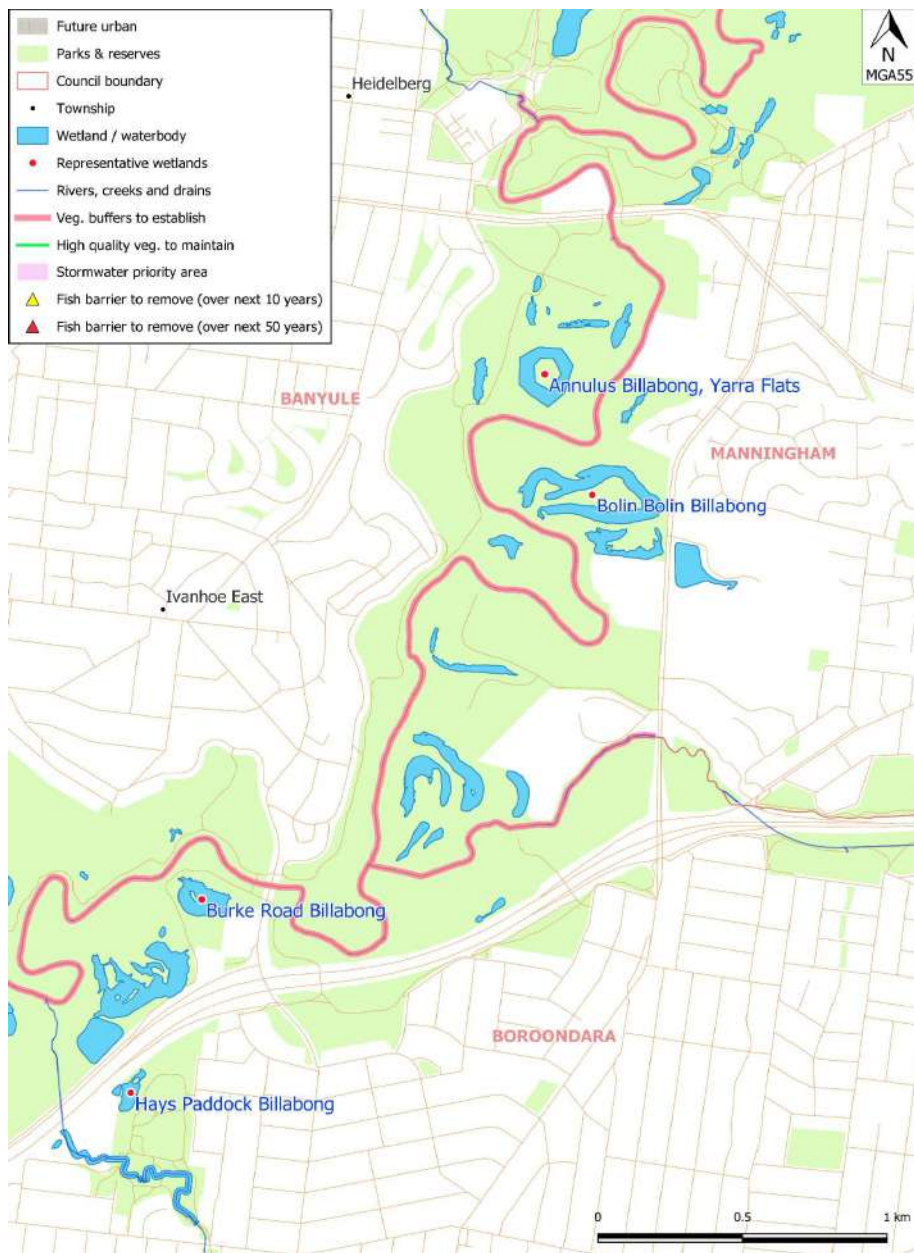 Future urban
Parks & reserves
Council boundary
Township
Wetland / waterbody
Representative wetlands
Rivers, creeks and drains
Veg. buffers to establish
High quality veg. to maintain
Stormwater priority area
Fish barrier to remove (over next 10 years)
Fish barrier to remove (over next 50 years)
N
MGA55
Heidelberg
Annulus Billabong, Yarra Flats
BANYULE
MANNINGHAM
Bolin Bolin Billabong
Ivanhoe East
Burke Road Billabong
BOROONDARA
Hays Paddock Billabong
0 0.5 1 km